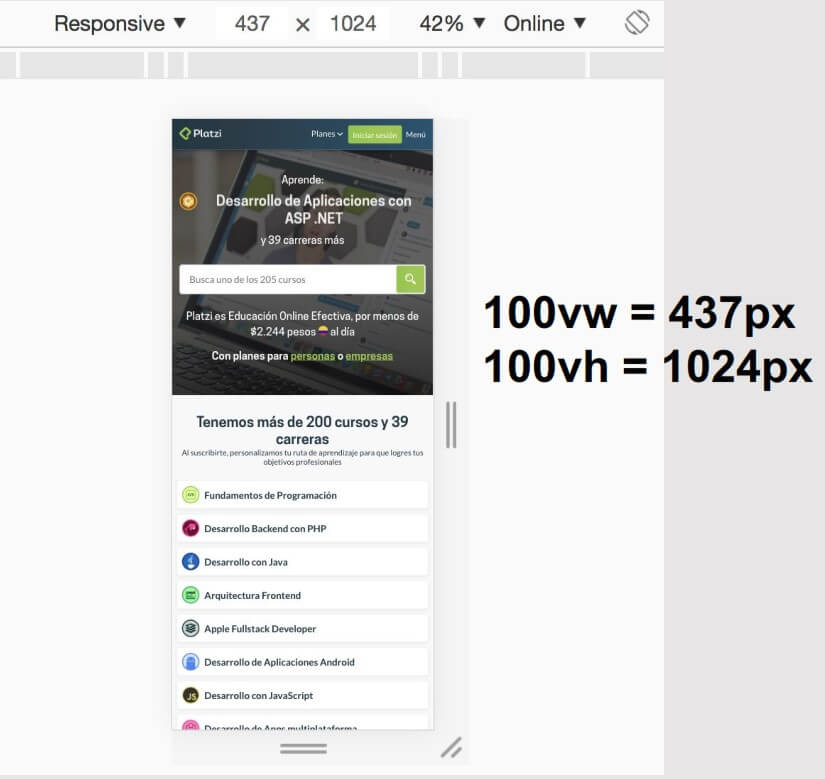 Responsive ▼ 437 × 1024 42% ▼ Online ▼
Platzi Planes Iniciar sesión Menú
Aprende:
Desarrollo de Aplicaciones con
ASP .NET
y 39 carreras más
Busca uno de los 205 cursos
Platzi es Educación Online Efectiva, por menos de
$2.244 pesos al día
Con planes para personas o empresas
100vw = 437px
100vh = 1024px
Tenemos más de 200 cursos y 39
carreras
Al suscribirte, personalizamos tu ruta de aprendizaje para que logres tus
objetivos profesionales
Fundamentos de Programación
Desarrollo Backend con PHP
Desarrollo con Java
Arquitectura Frontend
Apple Fullstack Developer
Desarrollo de Aplicaciones Android
JS Desarrollo con JavaScript
Desarrollo de Apps multiplataforma